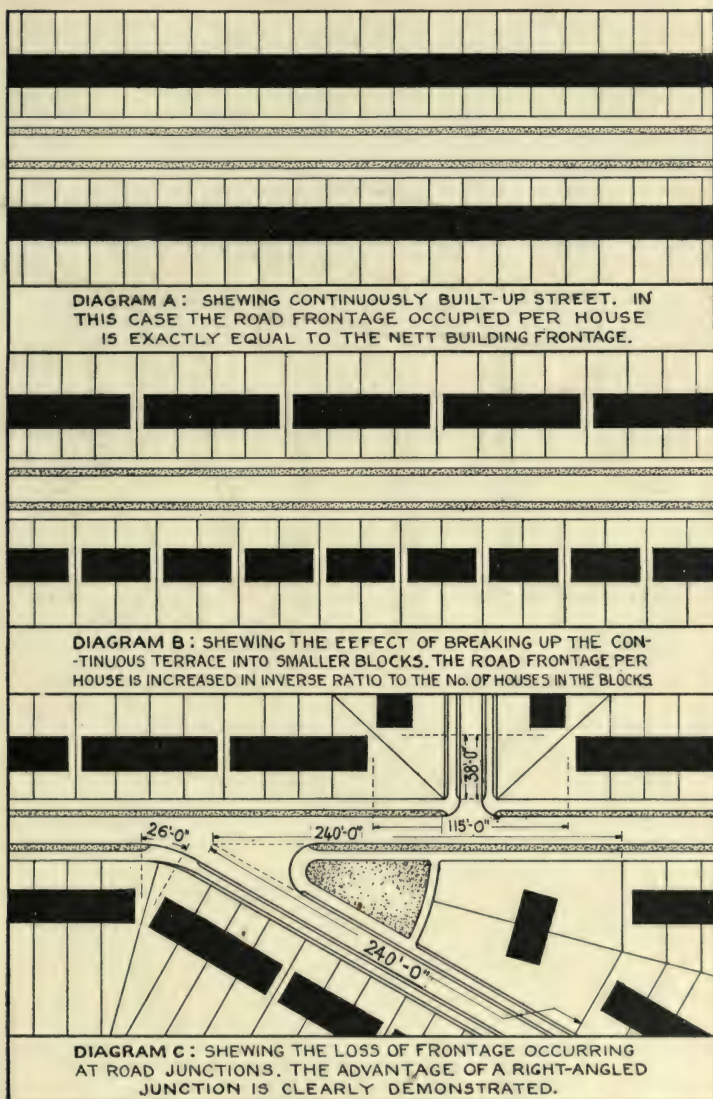 DIAGRAM A: SHEWING CONTINUOUSLY BUILT-UP STREET. IN
THIS CASE THE ROAD FRONTAGE OCCUPIED PER HOUSE
IS EXACTLY EQUAL TO THE NETT BUILDING FRONTAGE.
DIAGRAM B: SHEWING THE EFFECT OF BREAKING UP THE CON-
-TINUOUS TERRACE INTO SMALLER BLOCKS. THE ROAD FRONTAGE PER
HOUSE IS INCREASED IN INVERSE RATIO TO THE No. OF HOUSES IN THE BLOCKS
38'-0"
26'-0"
240'-0"
115'-0"
240'-0"
DIAGRAM C: SHEWING THE LOSS OF FRONTAGE OCCURRING
AT ROAD JUNCTIONS. THE ADVANTAGE OF A RIGHT-ANGLED
JUNCTION IS CLEARLY DEMONSTRATED.